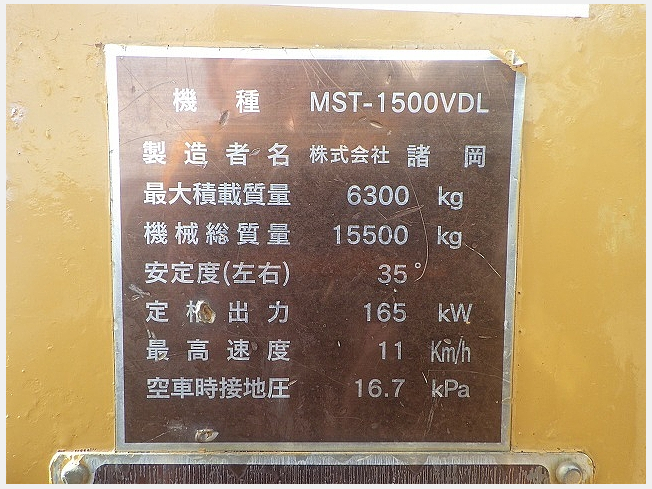 機種 MST-1500VDL
製造者名 株式会社 諸岡
最大積載質量 6300 kg
機械総質量 15500 kg
安定度(左右) 35°
定格出力 165 kW
最高速度 11 Km/h
空車時接地圧 16.7 kPa